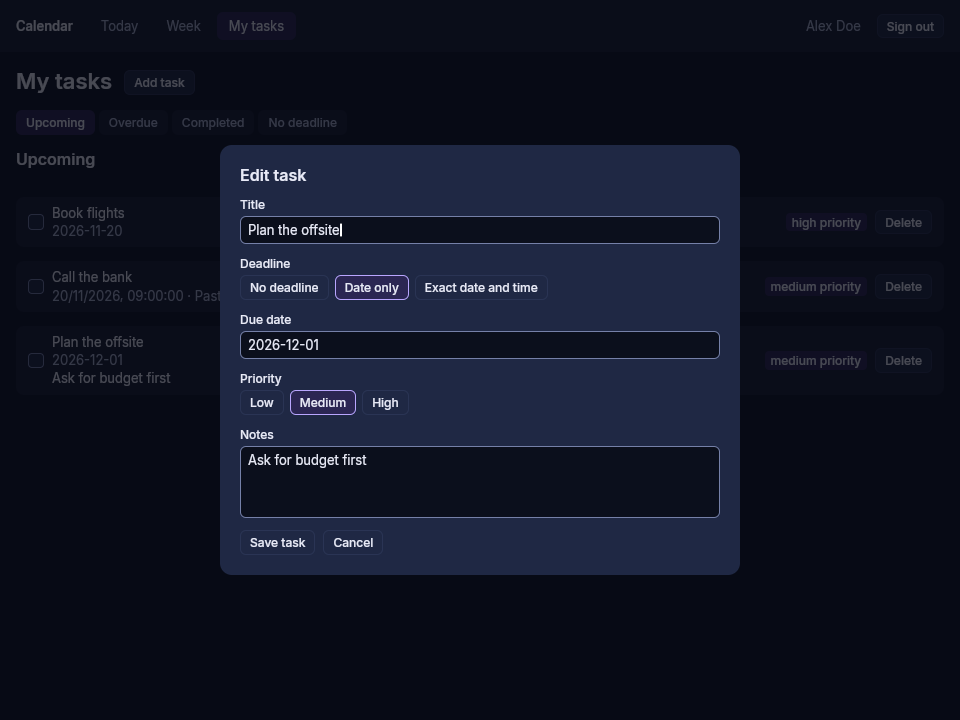 Calendar Today Week My tasks Alex Doe Sign out
My tasks Add task
Upcoming Overdue Completed No deadline
Upcoming
Book flights
2026-11-20
high priority Delete
Call the bank
20/11/2026, 09:00:00 · Past
medium priority Delete
Plan the offsite
2026-12-01
Ask for budget first
medium priority Delete
Edit task
Title
Plan the offsite
Deadline
No deadline Date only Exact date and time
Due date
2026-12-01
Priority
Low Medium High
Notes
Ask for budget first
Save task Cancel